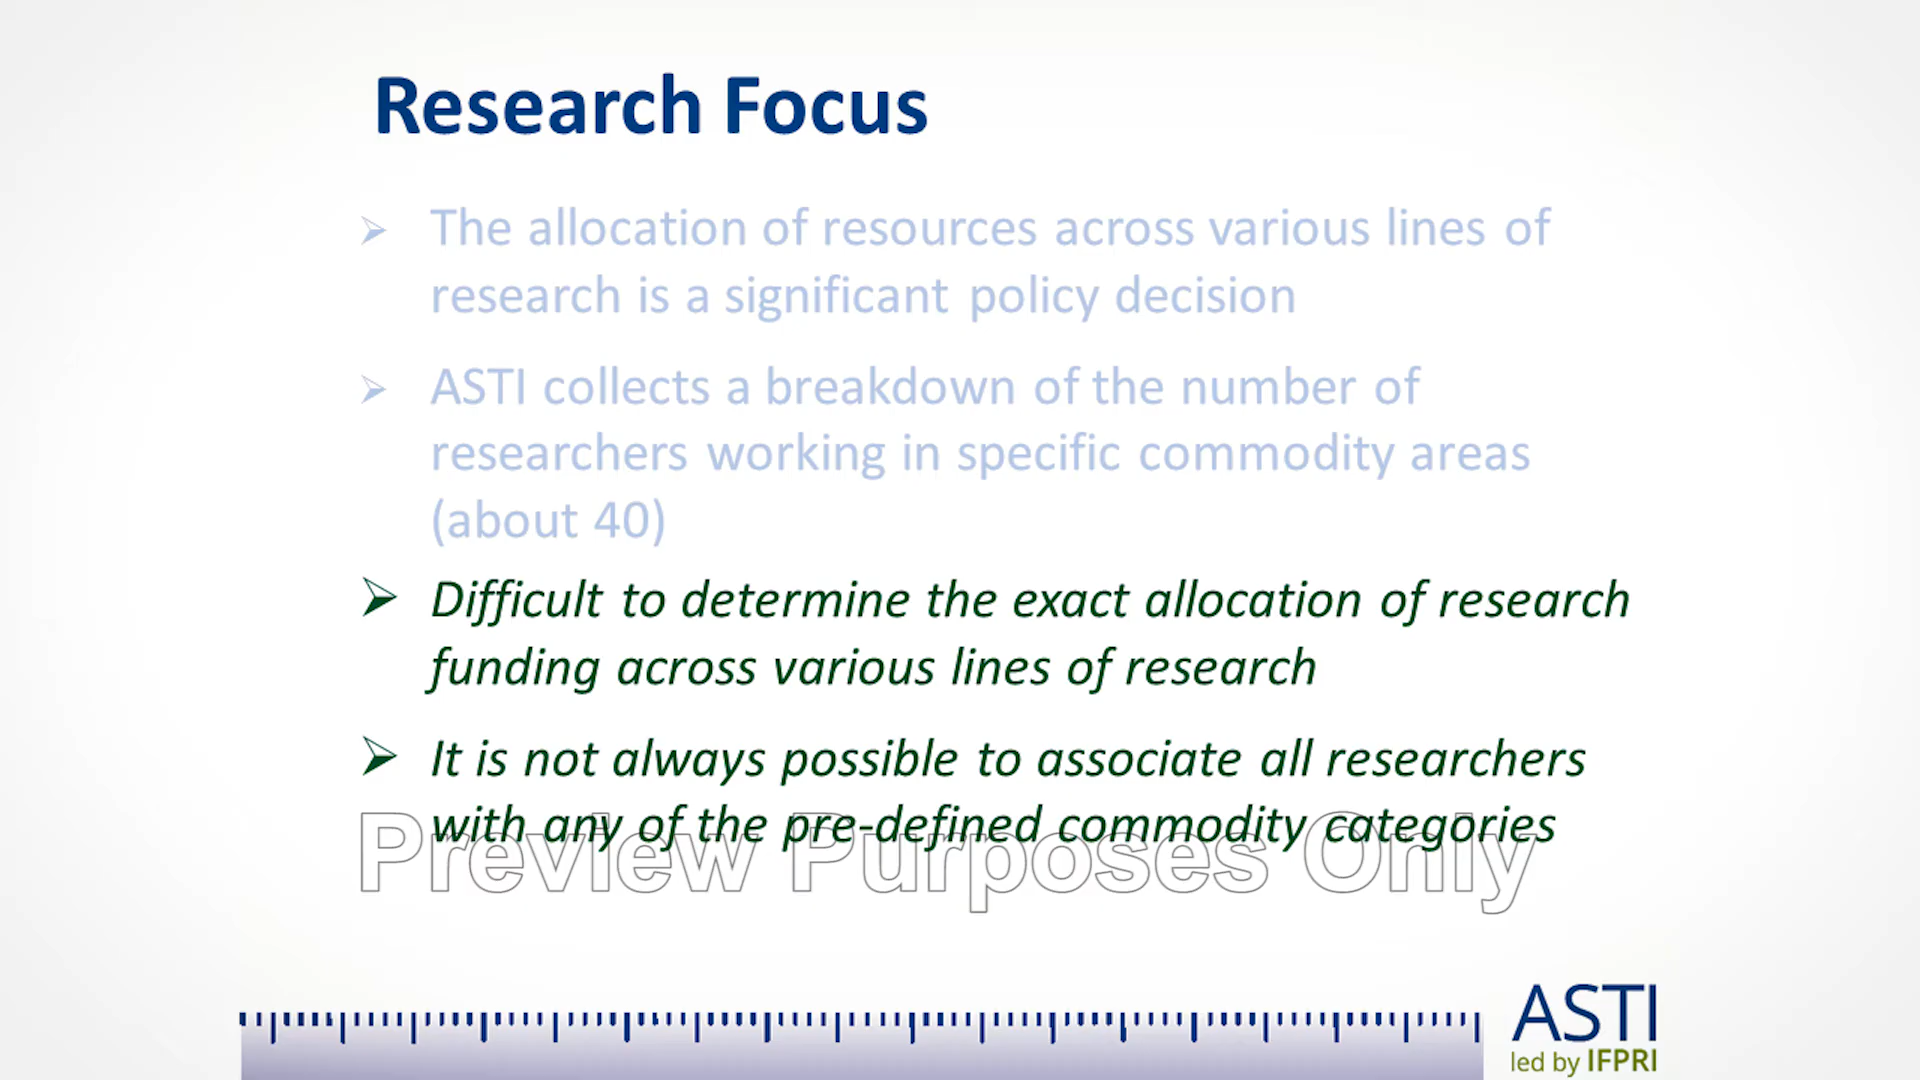 Research Focus
The allocation of resources across various lines of
research is a significant policy decision
ASTI collects a breakdown of the number of
researchers working in specific commodity areas
(about 40)
Difficult to determine the exact allocation of research
funding across various lines of research
It is not always possible to associate all researchers
with any of the pre-defined commodity categories
Preview Purposes Only
ASTI
led by IFPRI